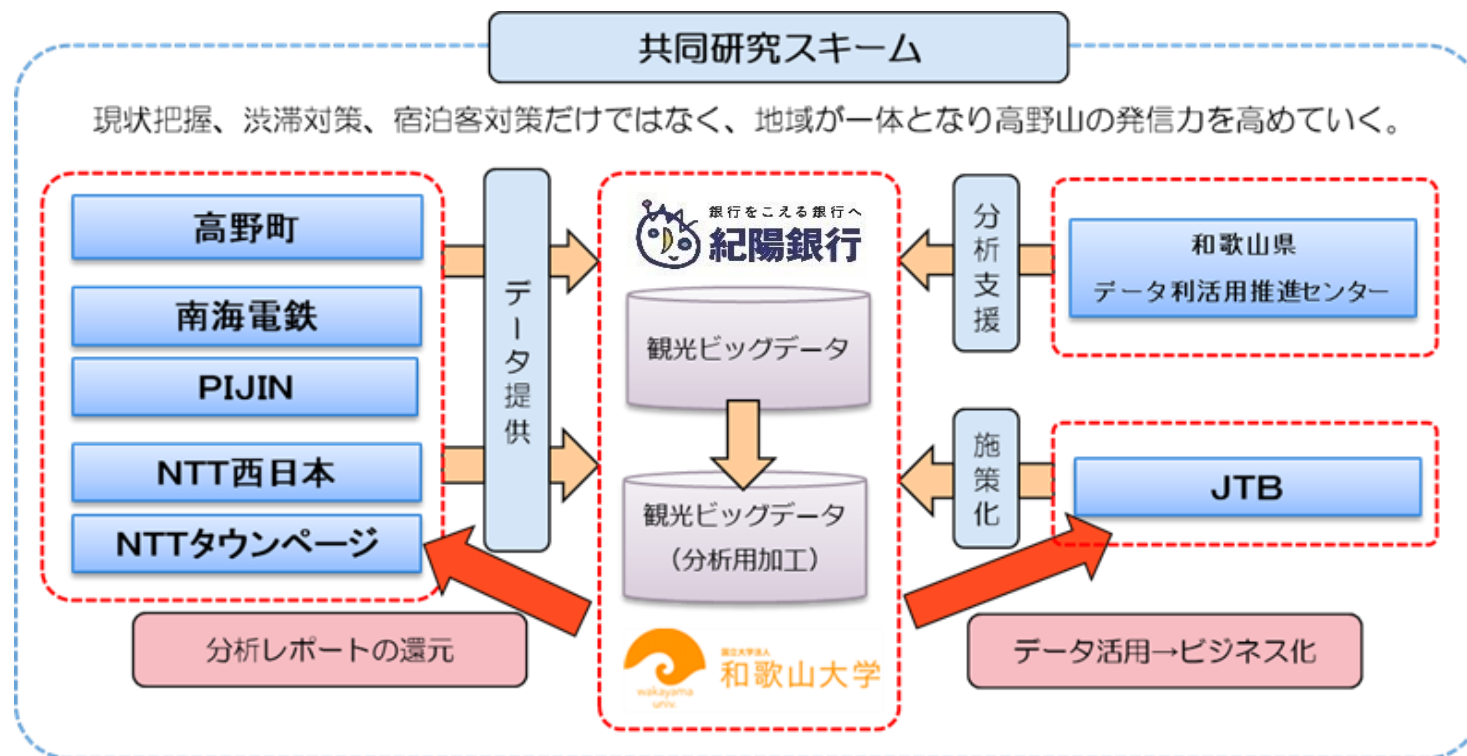 共同研究スキーム
現状把握、渋滞対策、宿泊客対策だけではなく、地域が一体となり高野山の発信力を高めていく。
高野町
南海電鉄
PIJIN
NTT西日本
NTTタウンページ
データ提供
銀行をこえる銀行へ
紀陽銀行
観光ビッグデータ
観光ビッグデータ
(分析用加工)
国立大学法人
和歌山大学
wakayama
univ.
分析支援
和歌山県
データ利活用推進センター
施策化
JTB
分析レポートの還元
データ活用→ビジネス化